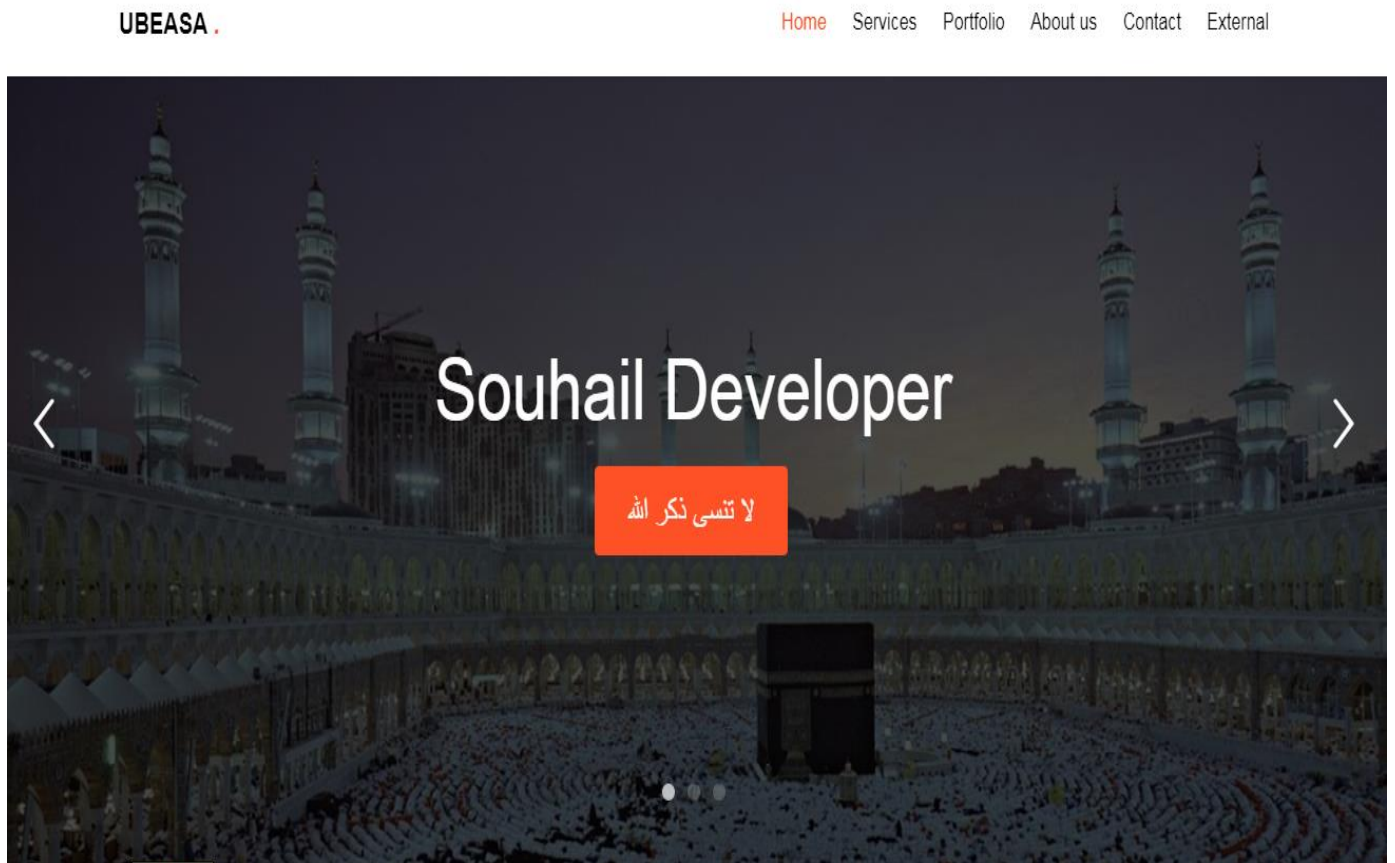 UBEASA .
Home Services Portfolio About us Contact External
Souhail Developer
لا تنسى ذكر الله